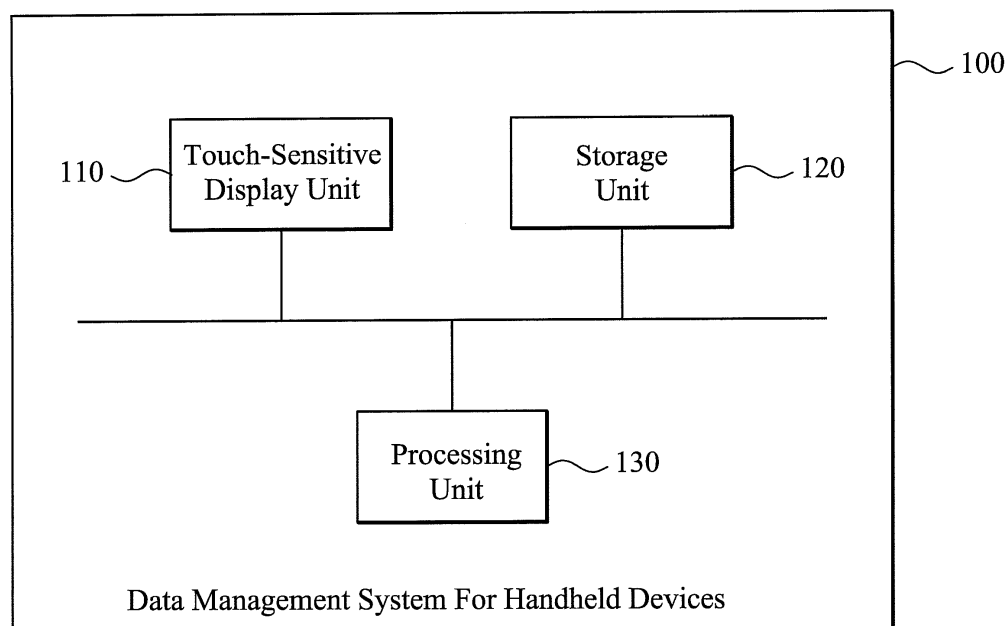 100
Touch-Sensitive
Display Unit
110
Storage
Unit
120
Processing
Unit
130
Data Management System For Handheld Devices